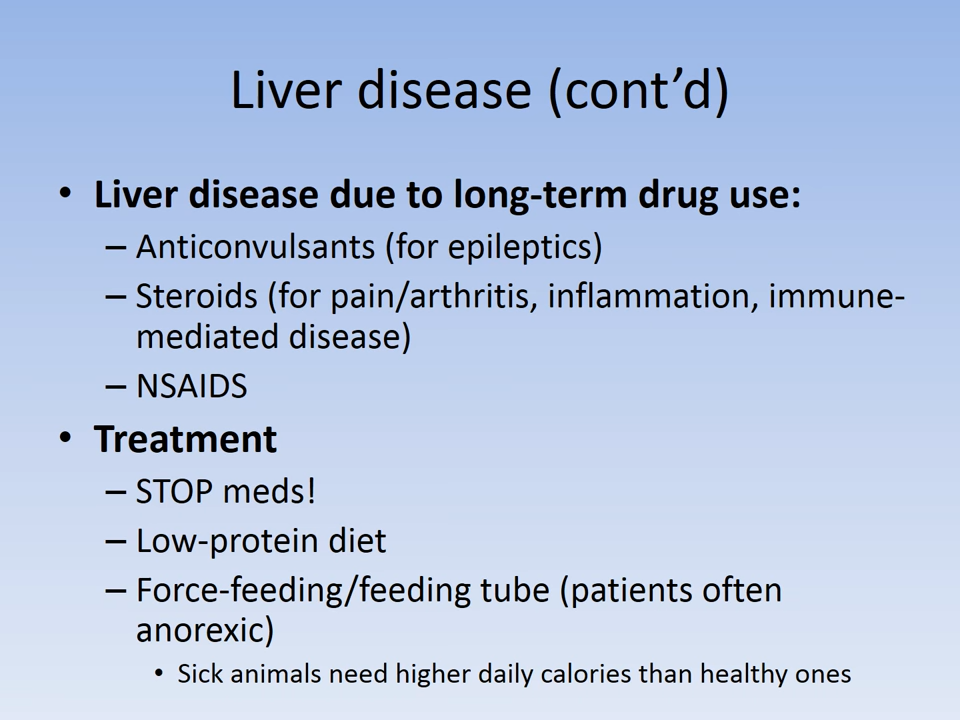 Liver disease (cont’d)
• Liver disease due to long-term drug use:
– Anticonvulsants (for epileptics)
– Steroids (for pain/arthritis, inflammation, immune-
mediated disease)
– NSAIDS
• Treatment
– STOP meds!
– Low-protein diet
– Force-feeding/feeding tube (patients often
anorexic)
• Sick animals need higher daily calories than healthy ones